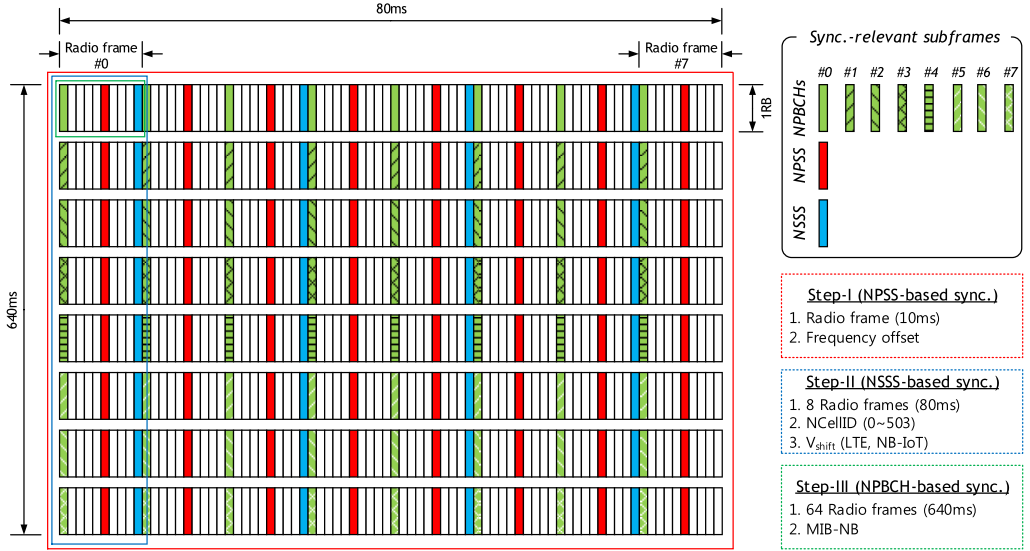 80ms
Radio frame
#0
Radio frame
#7
640ms
1RB
Sync.-relevant subframes
#0 #1 #2 #3 #4 #5 #6 #7
NPBCHs
NPSS
NSSS
Step-I (NPSS-based sync.)
1. Radio frame (10ms)
2. Frequency offset
Step-II (NSSS-based sync.)
1. 8 Radio frames (80ms)
2. NCellID (0~503)
3. Vshift (LTE, NB-IoT)
Step-III (NPBCH-based sync.)
1. 64 Radio frames (640ms)
2. MIB-NB